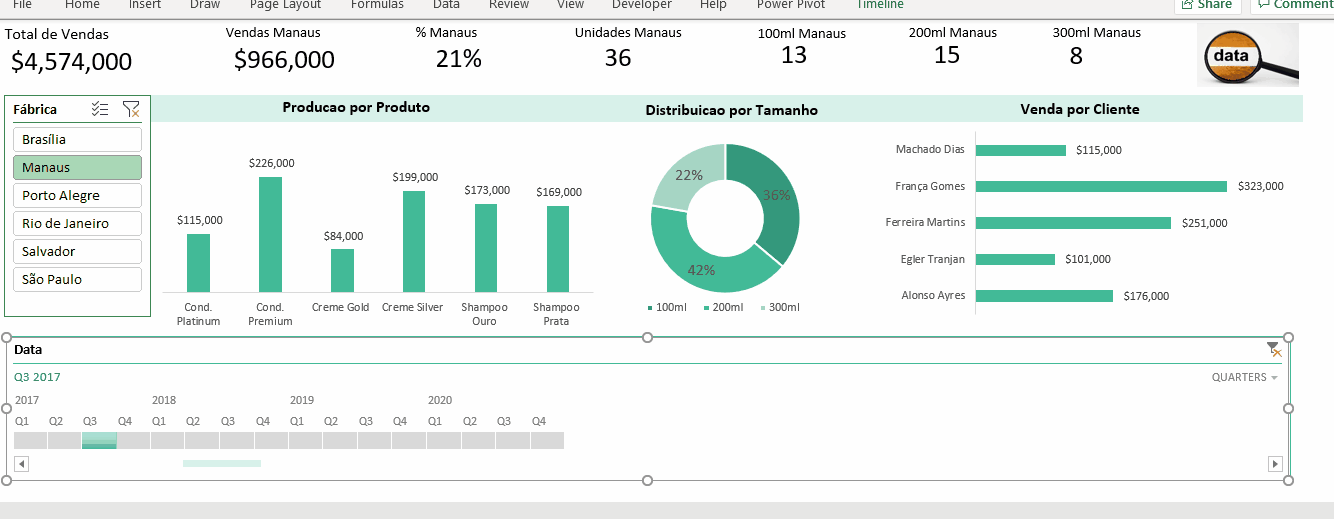 File Home Insert Draw Page Layout Formulas Data Review View Developer Help Power Pivot Timeline Share Comment
Total de Vendas
$4,574,000
Vendas Manaus
$966,000
% Manaus
21%
Unidades Manaus
36
100ml Manaus
13
200ml Manaus
15
300ml Manaus
8
data
Fábrica
Brasília
Manaus
Porto Alegre
Rio de Janeiro
Salvador
São Paulo
Producao por Produto
$115,000
$226,000
$84,000
$199,000
$173,000
$169,000
Cond. Platinum
Cond. Premium
Creme Gold
Creme Silver
Shampoo Ouro
Shampoo Prata
Distribuicao por Tamanho
22%
36%
42%
100ml 200ml 300ml
Venda por Cliente
Machado Dias $115,000
França Gomes $323,000
Ferreira Martins $251,000
Egler Tranjan $101,000
Alonso Ayres $176,000
Data
Q3 2017
QUARTERS
2017 2018 2019 2020
Q1 Q2 Q3 Q4 Q1 Q2 Q3 Q4 Q1 Q2 Q3 Q4 Q1 Q2 Q3 Q4